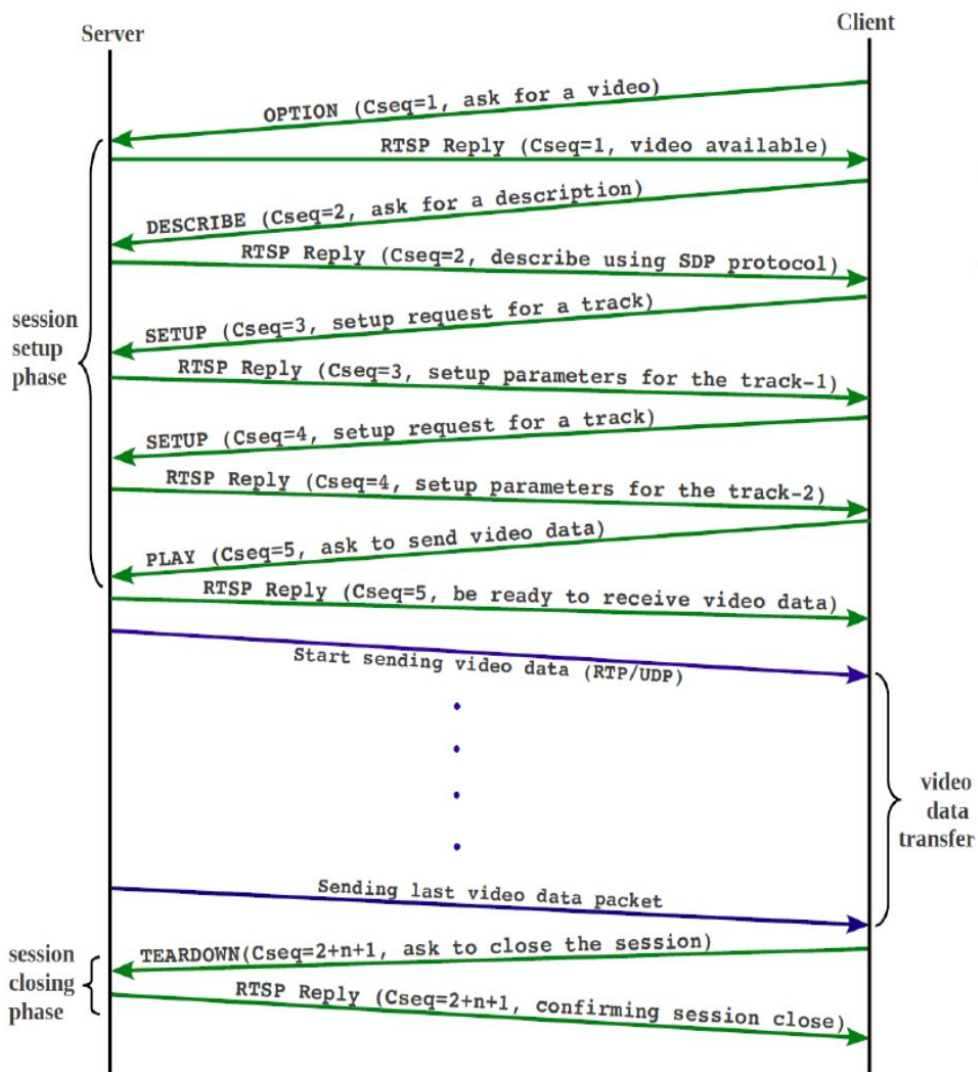 Server
Client
OPTION (Cseq=1, ask for a video)
RTSP Reply (Cseq=1, video available)
DESCRIBE (Cseq=2, ask for a description)
RTSP Reply (Cseq=2, describe using SDP protocol)
session
setup
phase
SETUP (Cseq=3, setup request for a track)
RTSP Reply (Cseq=3, setup parameters for the track-1)
SETUP (Cseq=4, setup request for a track)
RTSP Reply (Cseq=4, setup parameters for the track-2)
PLAY (Cseq=5, ask to send video data)
RTSP Reply (Cseq=5, be ready to receive video data)
Start sending video data (RTP/UDP)
video
data
transfer
Sending last video data packet
session
closing
phase
TEARDOWN(Cseq=2+n+1, ask to close the session)
RTSP Reply (Cseq=2+n+1, confirming session close)